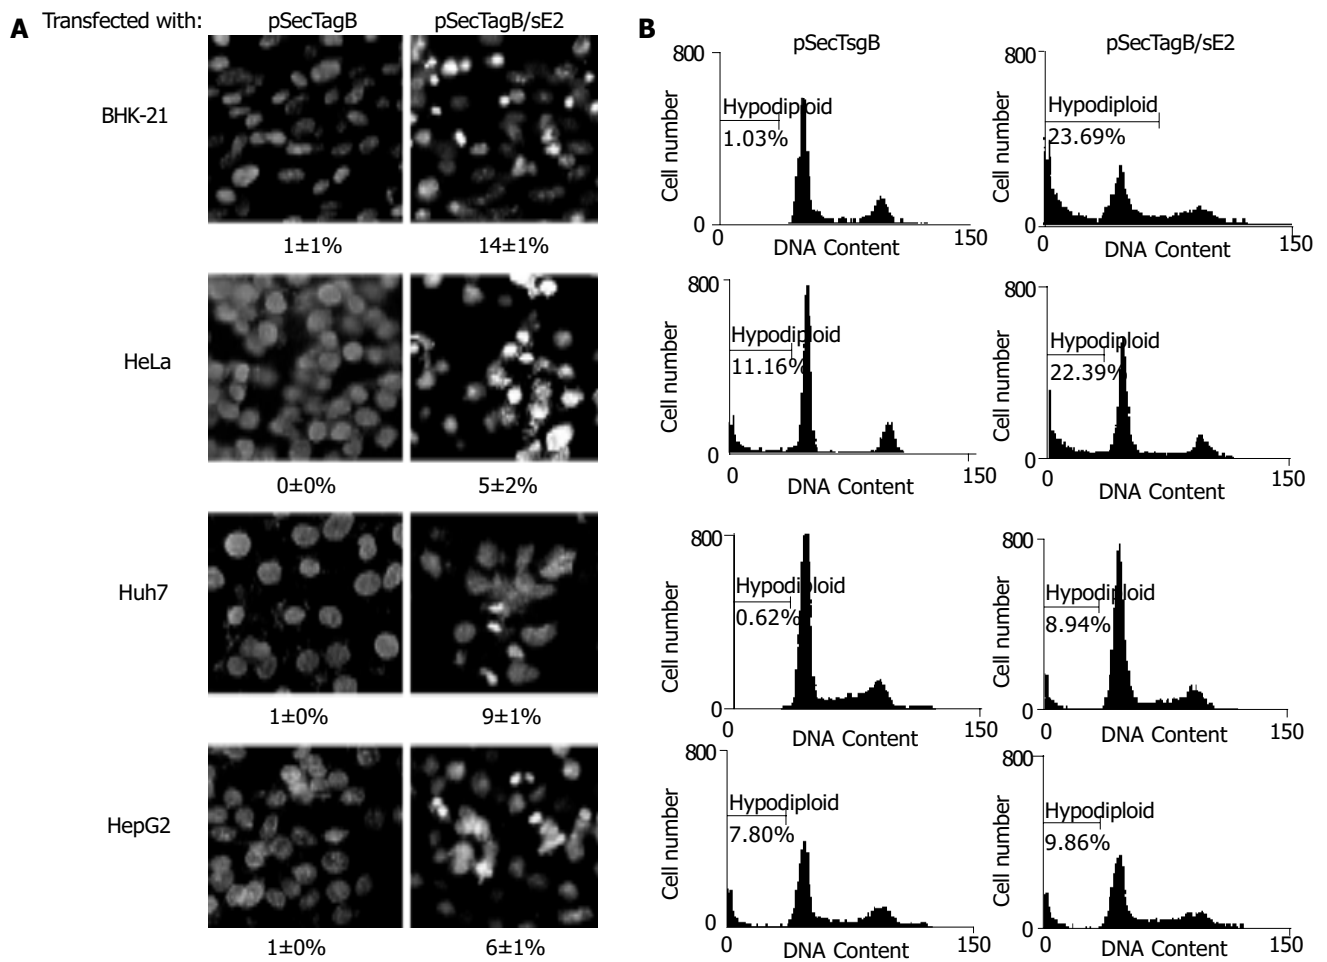 A
Transfected with:
pSecTagB
pSecTagB/sE2
BHK-21
1±1%
14±1%
HeLa
0±0%
5±2%
Huh7
1±0%
9±1%
HepG2
1±0%
6±1%
B
pSecTsgB
pSecTagB/sE2
800
Cell number
Hypodiploid
1.03%
0
0
DNA Content
150
800
Cell number
Hypodiploid
23.69%
0
0
DNA Content
150
800
Cell number
Hypodiploid
11.16%
0
0
DNA Content
150
800
Cell number
Hypodiploid
22.39%
0
0
DNA Content
150
800
Cell number
Hypodiploid
0.62%
0
0
DNA Content
150
800
Cell number
Hypodiploid
8.94%
0
0
DNA Content
150
800
Cell number
Hypodiploid
7.80%
0
0
DNA Content
150
800
Cell number
Hypodiploid
9.86%
0
0
DNA Content
150